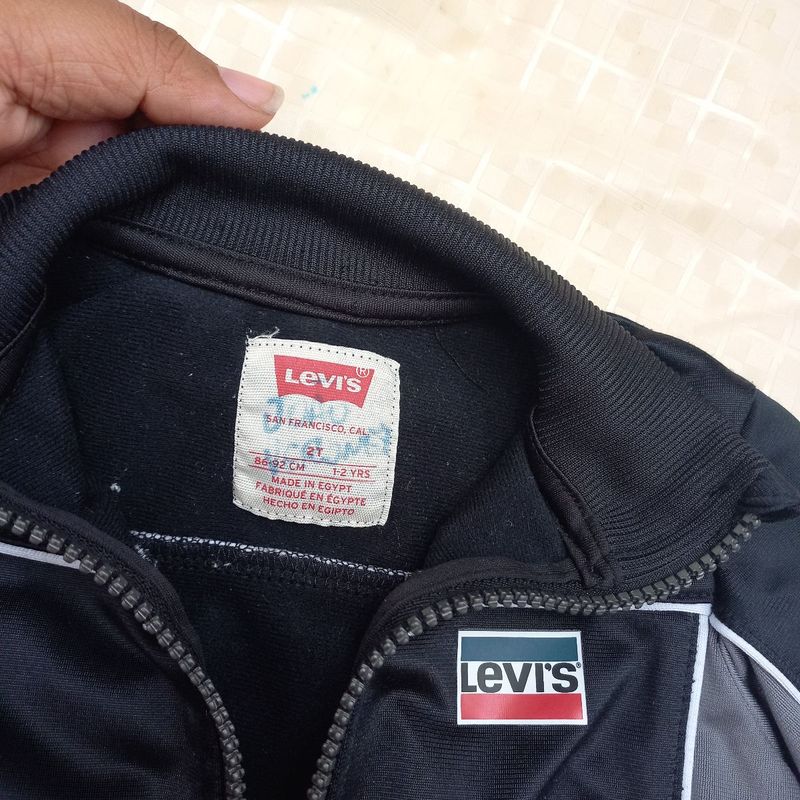 LEVI'S®
SAN FRANCISCO, CAL
2T
86-92 CM 1-2 YRS
MADE IN EGYPT
FABRIQUÉ EN ÉGYPTE
HECHO EN EGIPTO
LEVI'S®